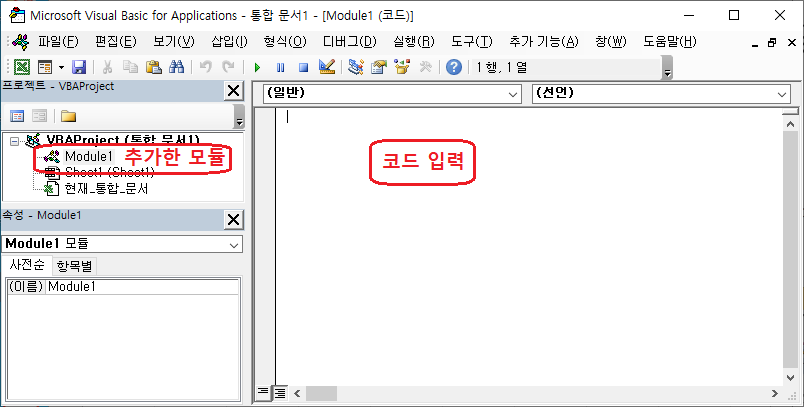 Microsoft Visual Basic for Applications - 통합 문서1 - [Module1 (코드)]
파일(F) 편집(E) 보기(V) 삽입(I) 형식(O) 디버그(D) 실행(R) 도구(T) 추가 기능(A) 창(W) 도움말(H)
1 행, 1 열
프로젝트 - VBAProject
(일반) (선언)
VBAProject (통합 문서1)
Module1 추가한 모듈
Sheet1 (Sheet1)
현재_통합_문서
코드 입력
속성 - Module1
Module1 모듈
사전순 항목별
(이름) Module1